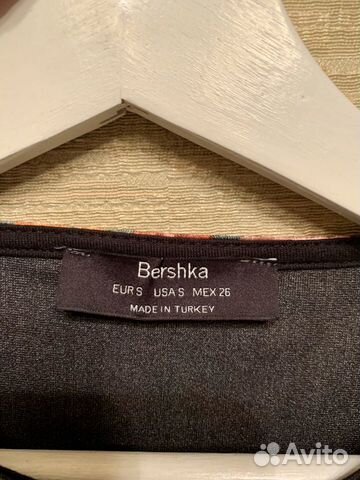 Bershka
EUR S USA S MEX 26
MADE IN TURKEY
Avito